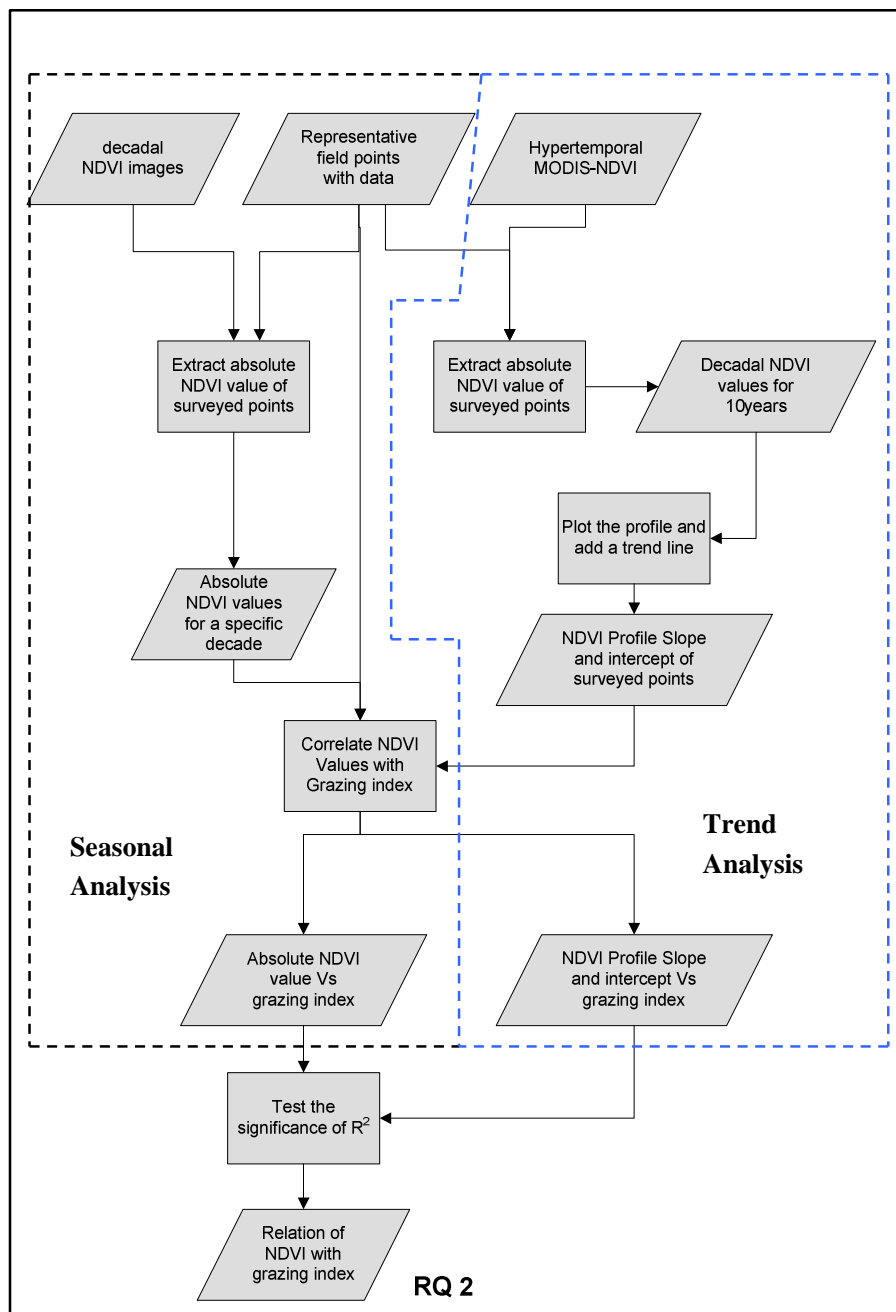 decadal
NDVI images
Representative
field points
with data
Hypertemporal
MODIS-NDVI
Extract absolute
NDVI value of
surveyed points
Extract absolute
NDVI value of
surveyed points
Decadal NDVI
values for
10years
Plot the profile and
add a trend line
Absolute
NDVI values
for a specific
decade
NDVI Profile Slope
and intercept of
surveyed points
Correlate NDVI
Values with
Grazing index
Seasonal
Analysis
Trend
Analysis
Absolute NDVI
value Vs
grazing index
NDVI Profile Slope
and intercept Vs
grazing index
Test the
significance of R²
Relation of
NDVI with
grazing index
RQ 2